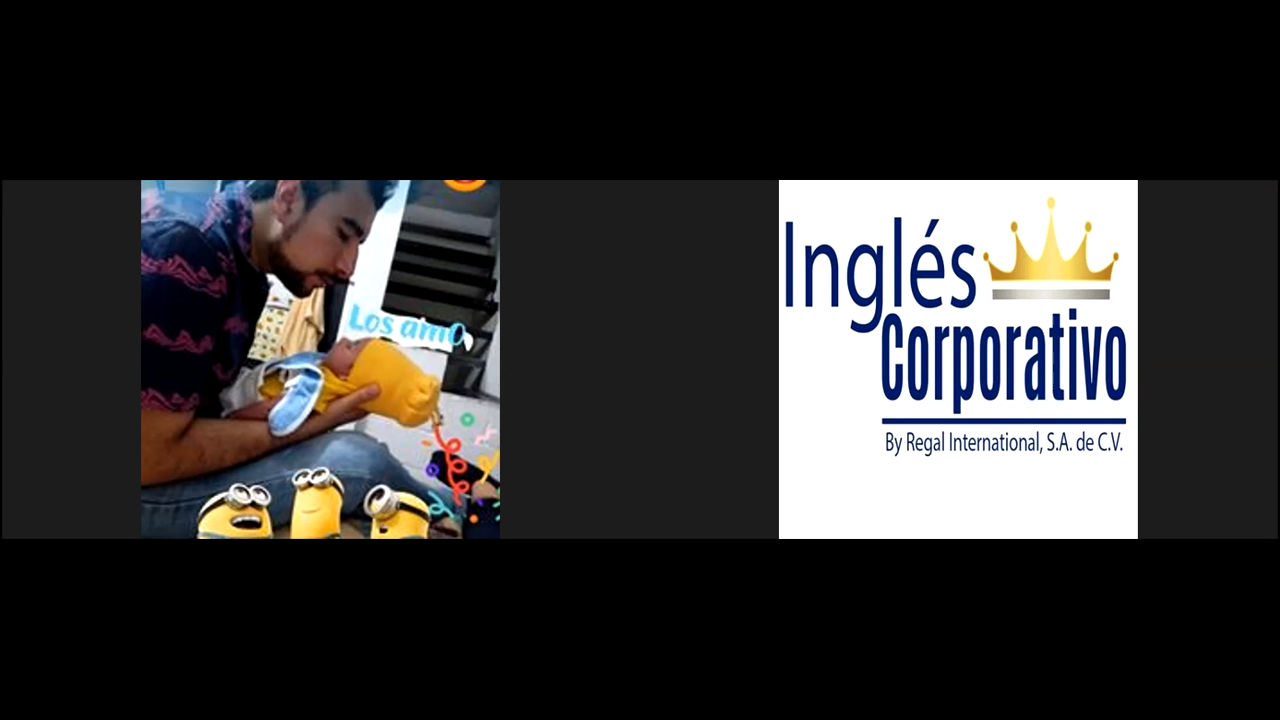 Los amo
Inglés
Corporativo
By Regal International, S.A. de C.V.